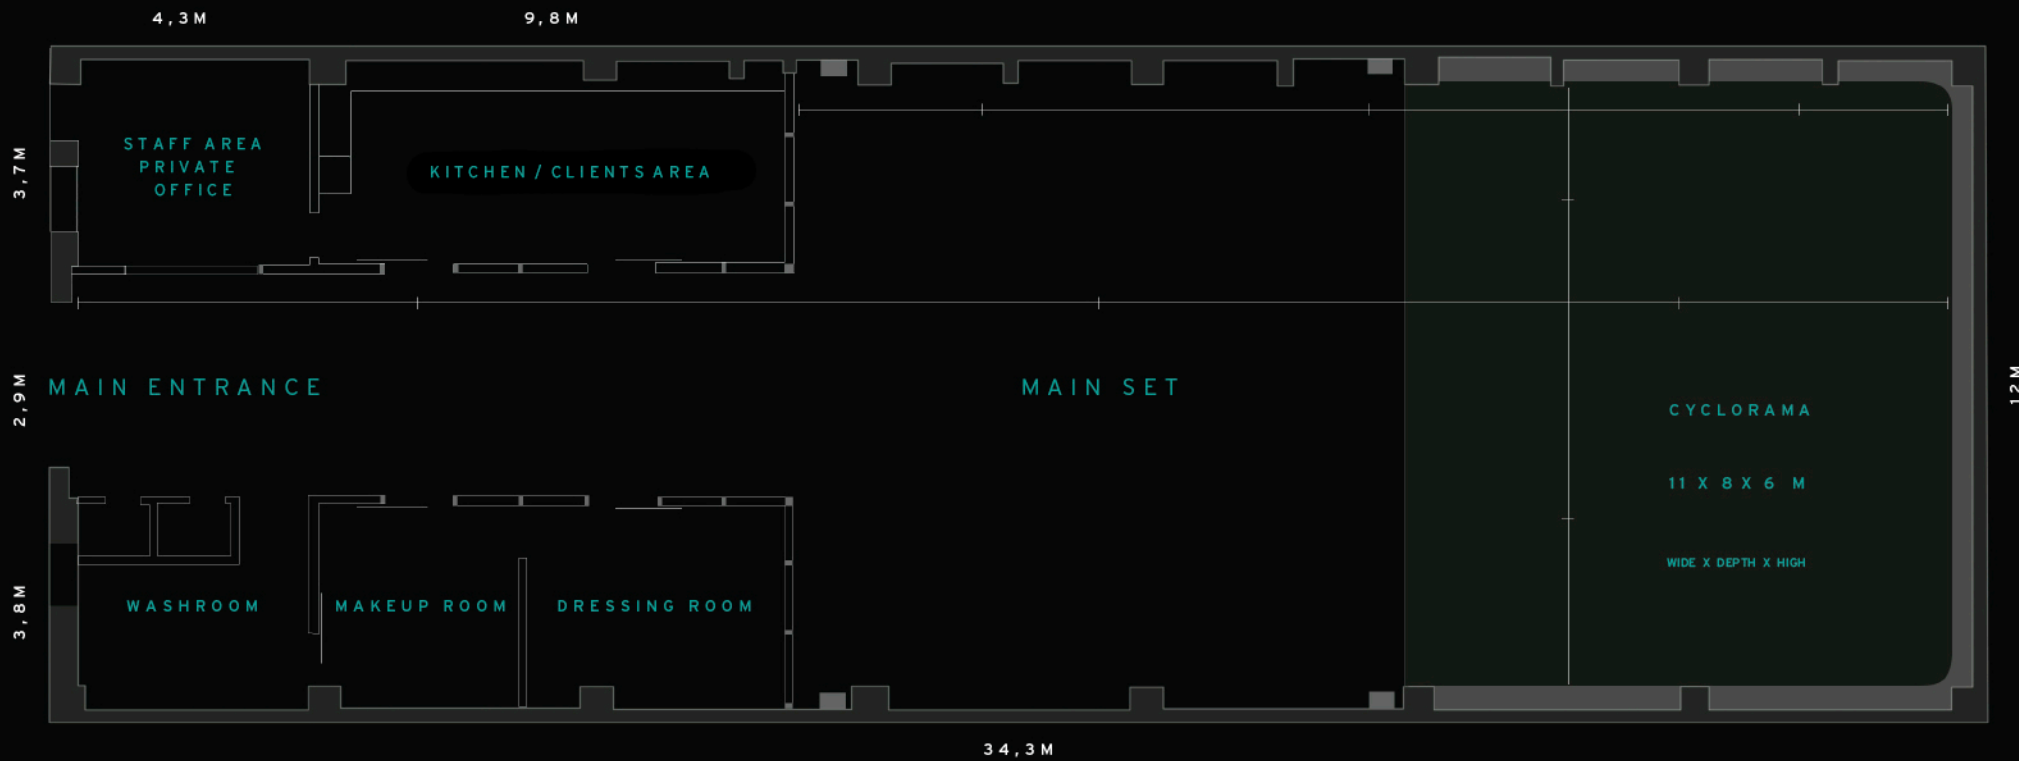 4,3M
9,8M
3,7M
STAFF AREA
PRIVATE
OFFICE
KITCHEN / CLIENTS AREA
2,9M
MAIN ENTRANCE
MAIN SET
12M
CYCLORAMA
11 X 8 X 6 M
WIDE X DEPTH X HIGH
3,8M
WASHROOM
MAKEUP ROOM
DRESSING ROOM
34,3M